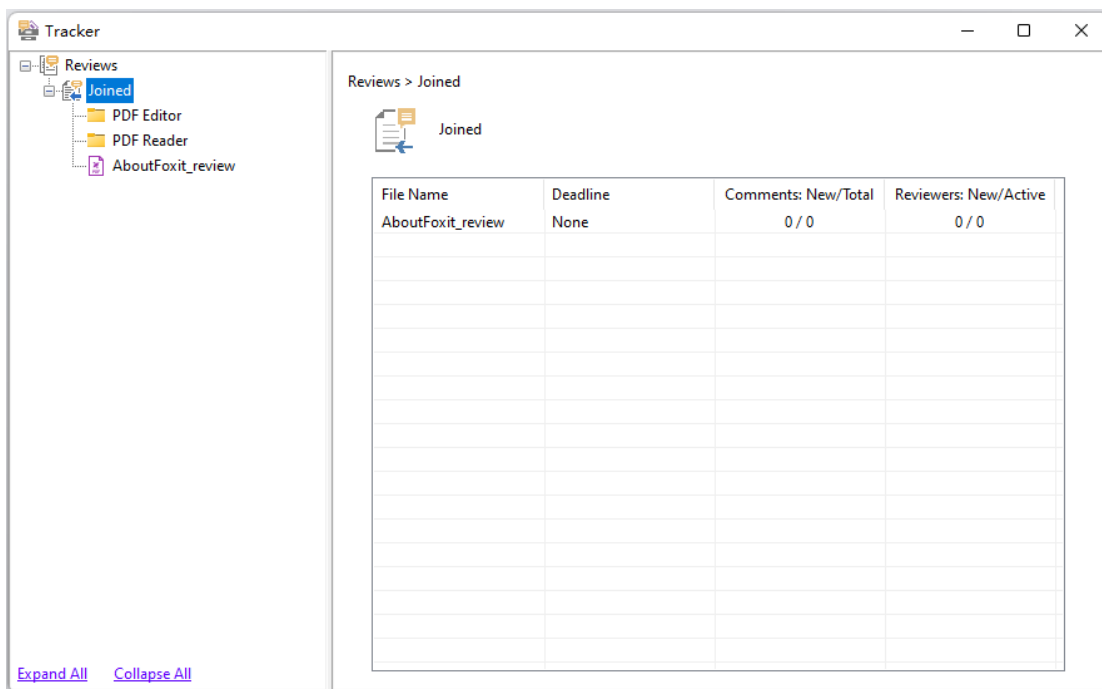 Tracker
Reviews
Joined
PDF Editor
PDF Reader
AboutFoxit_review
Expand All Collapse All
Reviews > Joined
Joined
File Name Deadline Comments: New/Total Reviewers: New/Active
AboutFoxit_review None 0 / 0 0 / 0